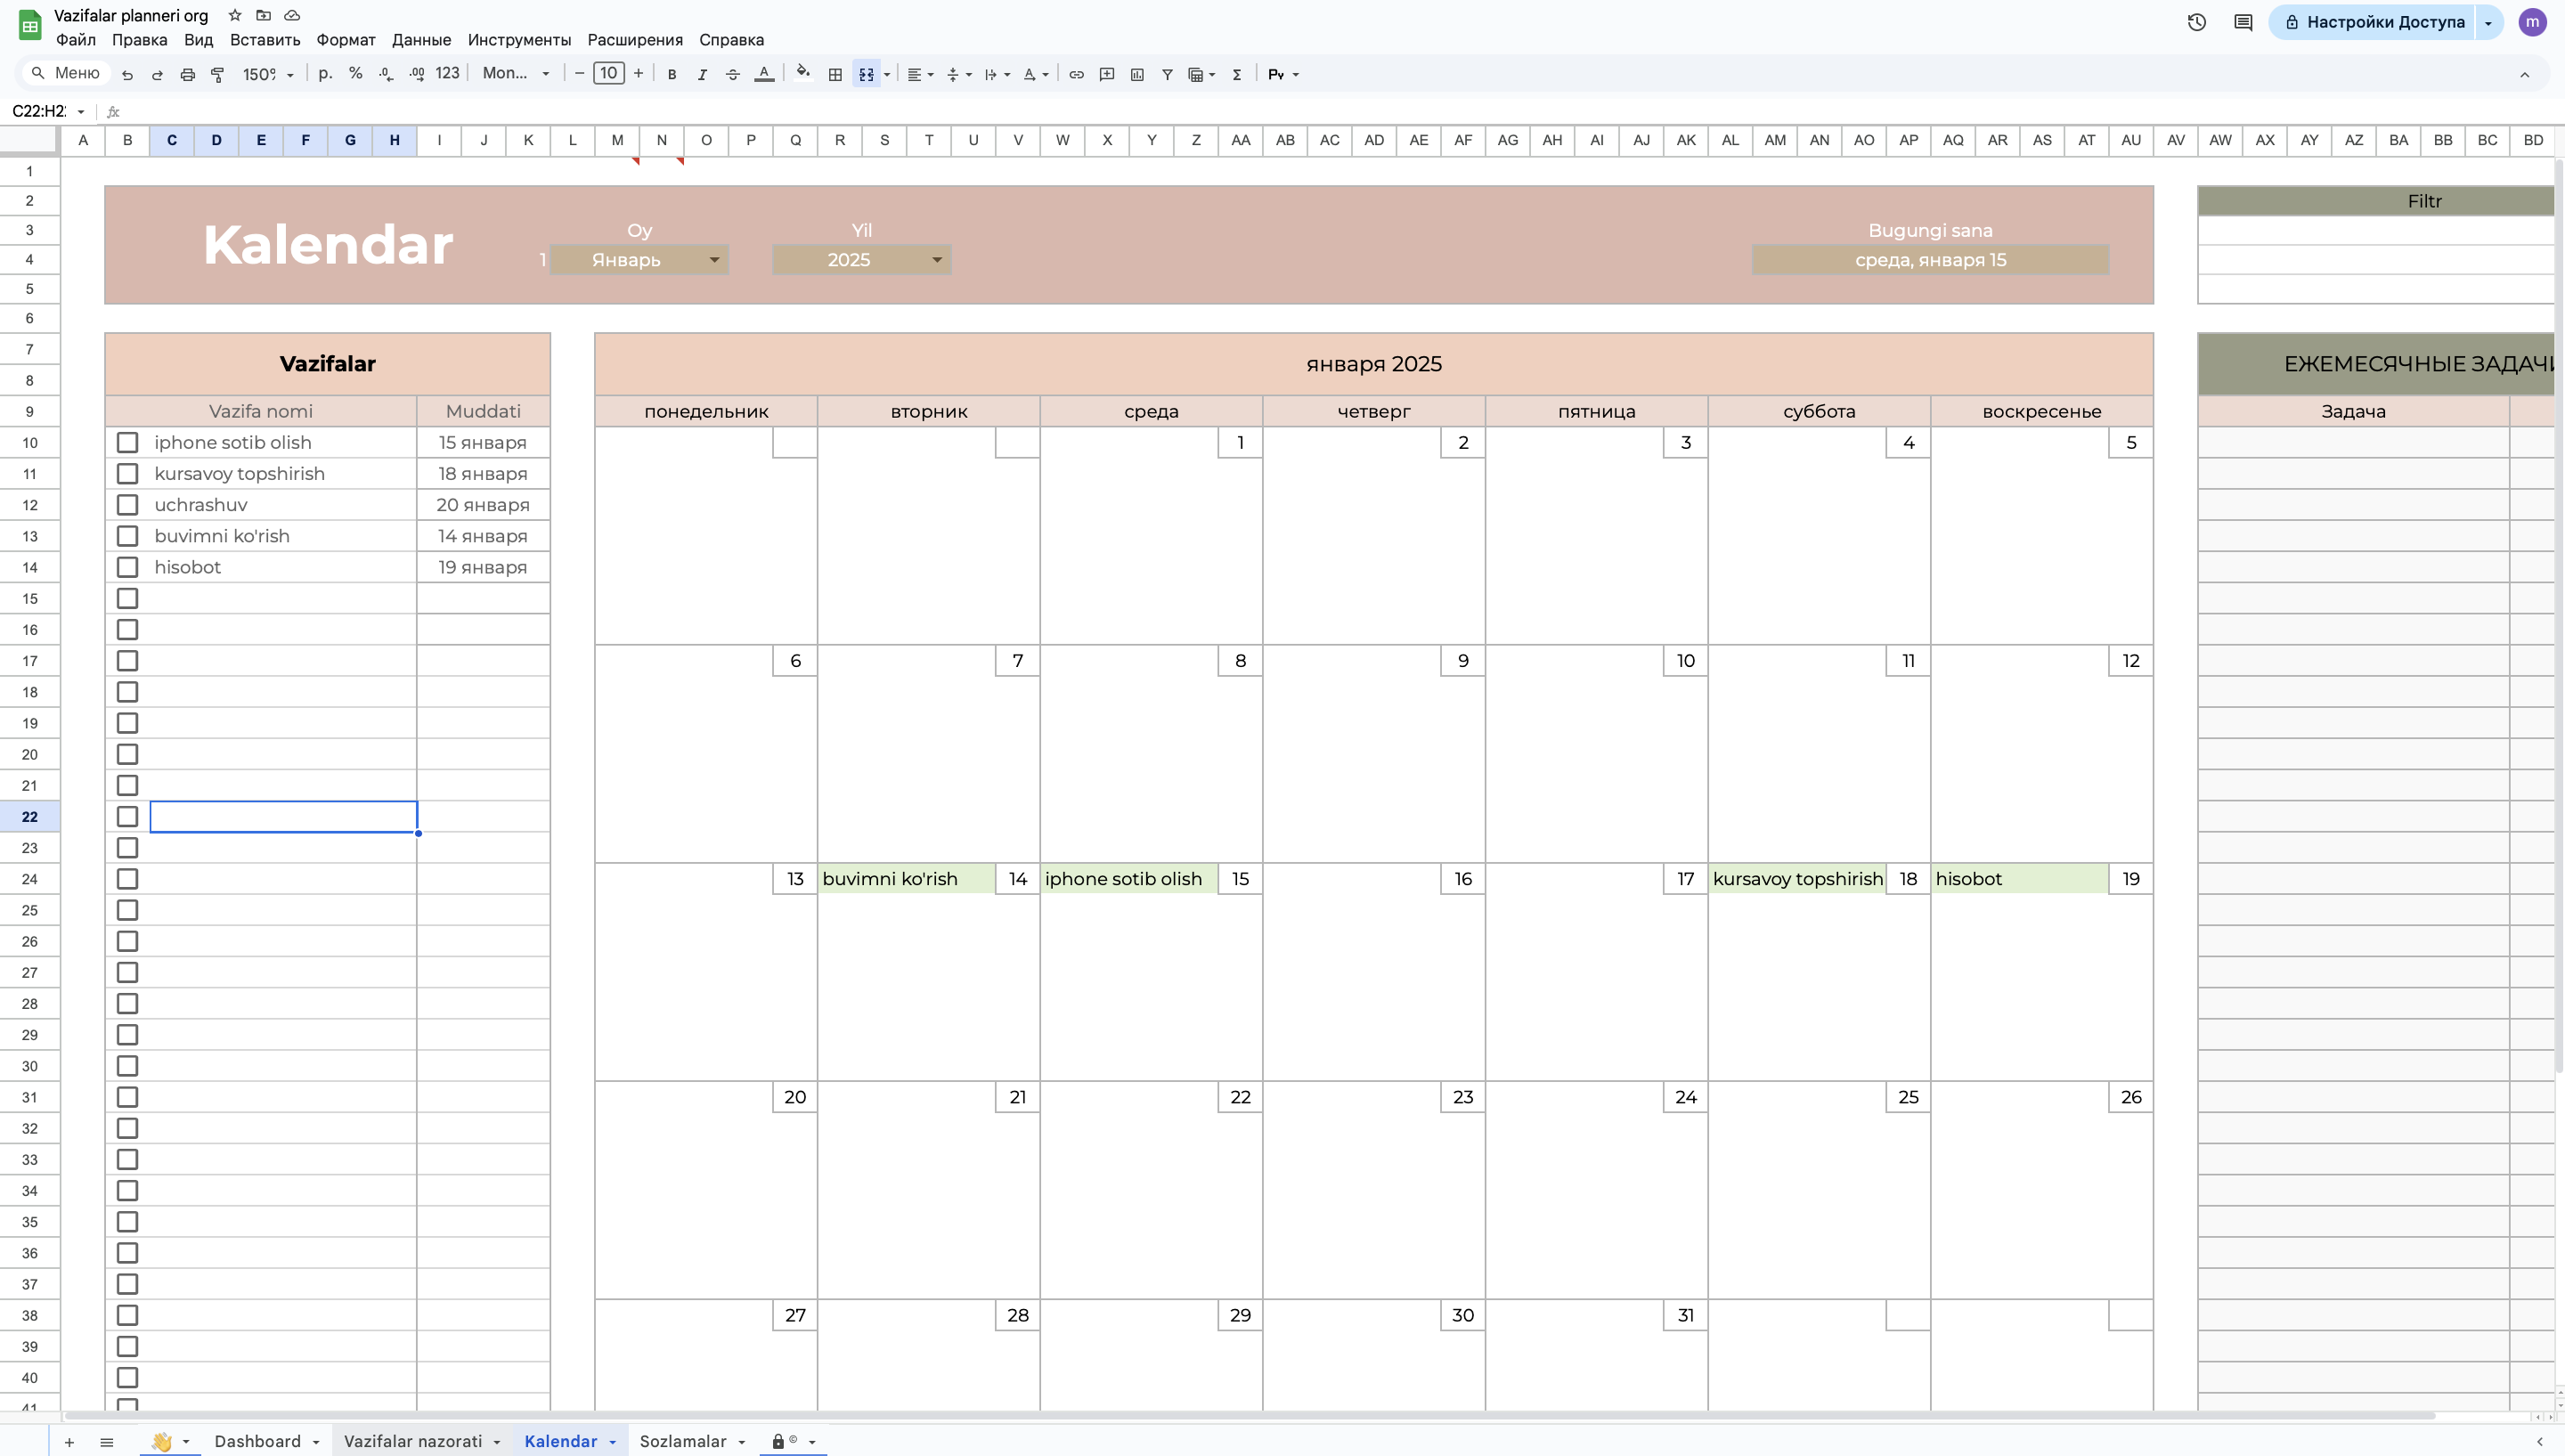 Vazifalar planneri org
Файл Правка Вид Вставить Формат Данные Инструменты Расширения Справка
Настройки Доступа
m
Меню 150% р. % .0 .00 123 Mon... − 10 + B I A Σ Py
C22:H22 fx
A B C D E F G H I J K L M N O P Q R S T U V W X Y Z AA AB AC AD AE AF AG AH AI AJ AK AL AM AN AO AP AQ AR AS AT AU AV AW AX AY AZ BA BB BC BD
1
2 Filtr
3 Kalendar Oy Yil Bugungi sana
4 1 Январь 2025 среда, января 15
5
6
7 Vazifalar января 2025 ЕЖЕМЕСЯЧНЫЕ ЗАДАЧИ
8
9 Vazifa nomi Muddati понедельник вторник среда четверг пятница суббота воскресенье Задача
10 iphone sotib olish 15 января 1 2 3 4 5
11 kursavoy topshirish 18 января
12 uchrashuv 20 января
13 buvimni ko'rish 14 января
14 hisobot 19 января
15
16
17 6 7 8 9 10 11 12
18
19
20
21
22
23
24 13 buvimni ko'rish 14 iphone sotib olish 15 16 17 kursavoy topshirish 18 hisobot 19
25
26
27
28
29
30
31 20 21 22 23 24 25 26
32
33
34
35
36
37
38 27 28 29 30 31
39
40
41
+ 👋 Dashboard Vazifalar nazorati Kalendar Sozlamalar 🔒 ©